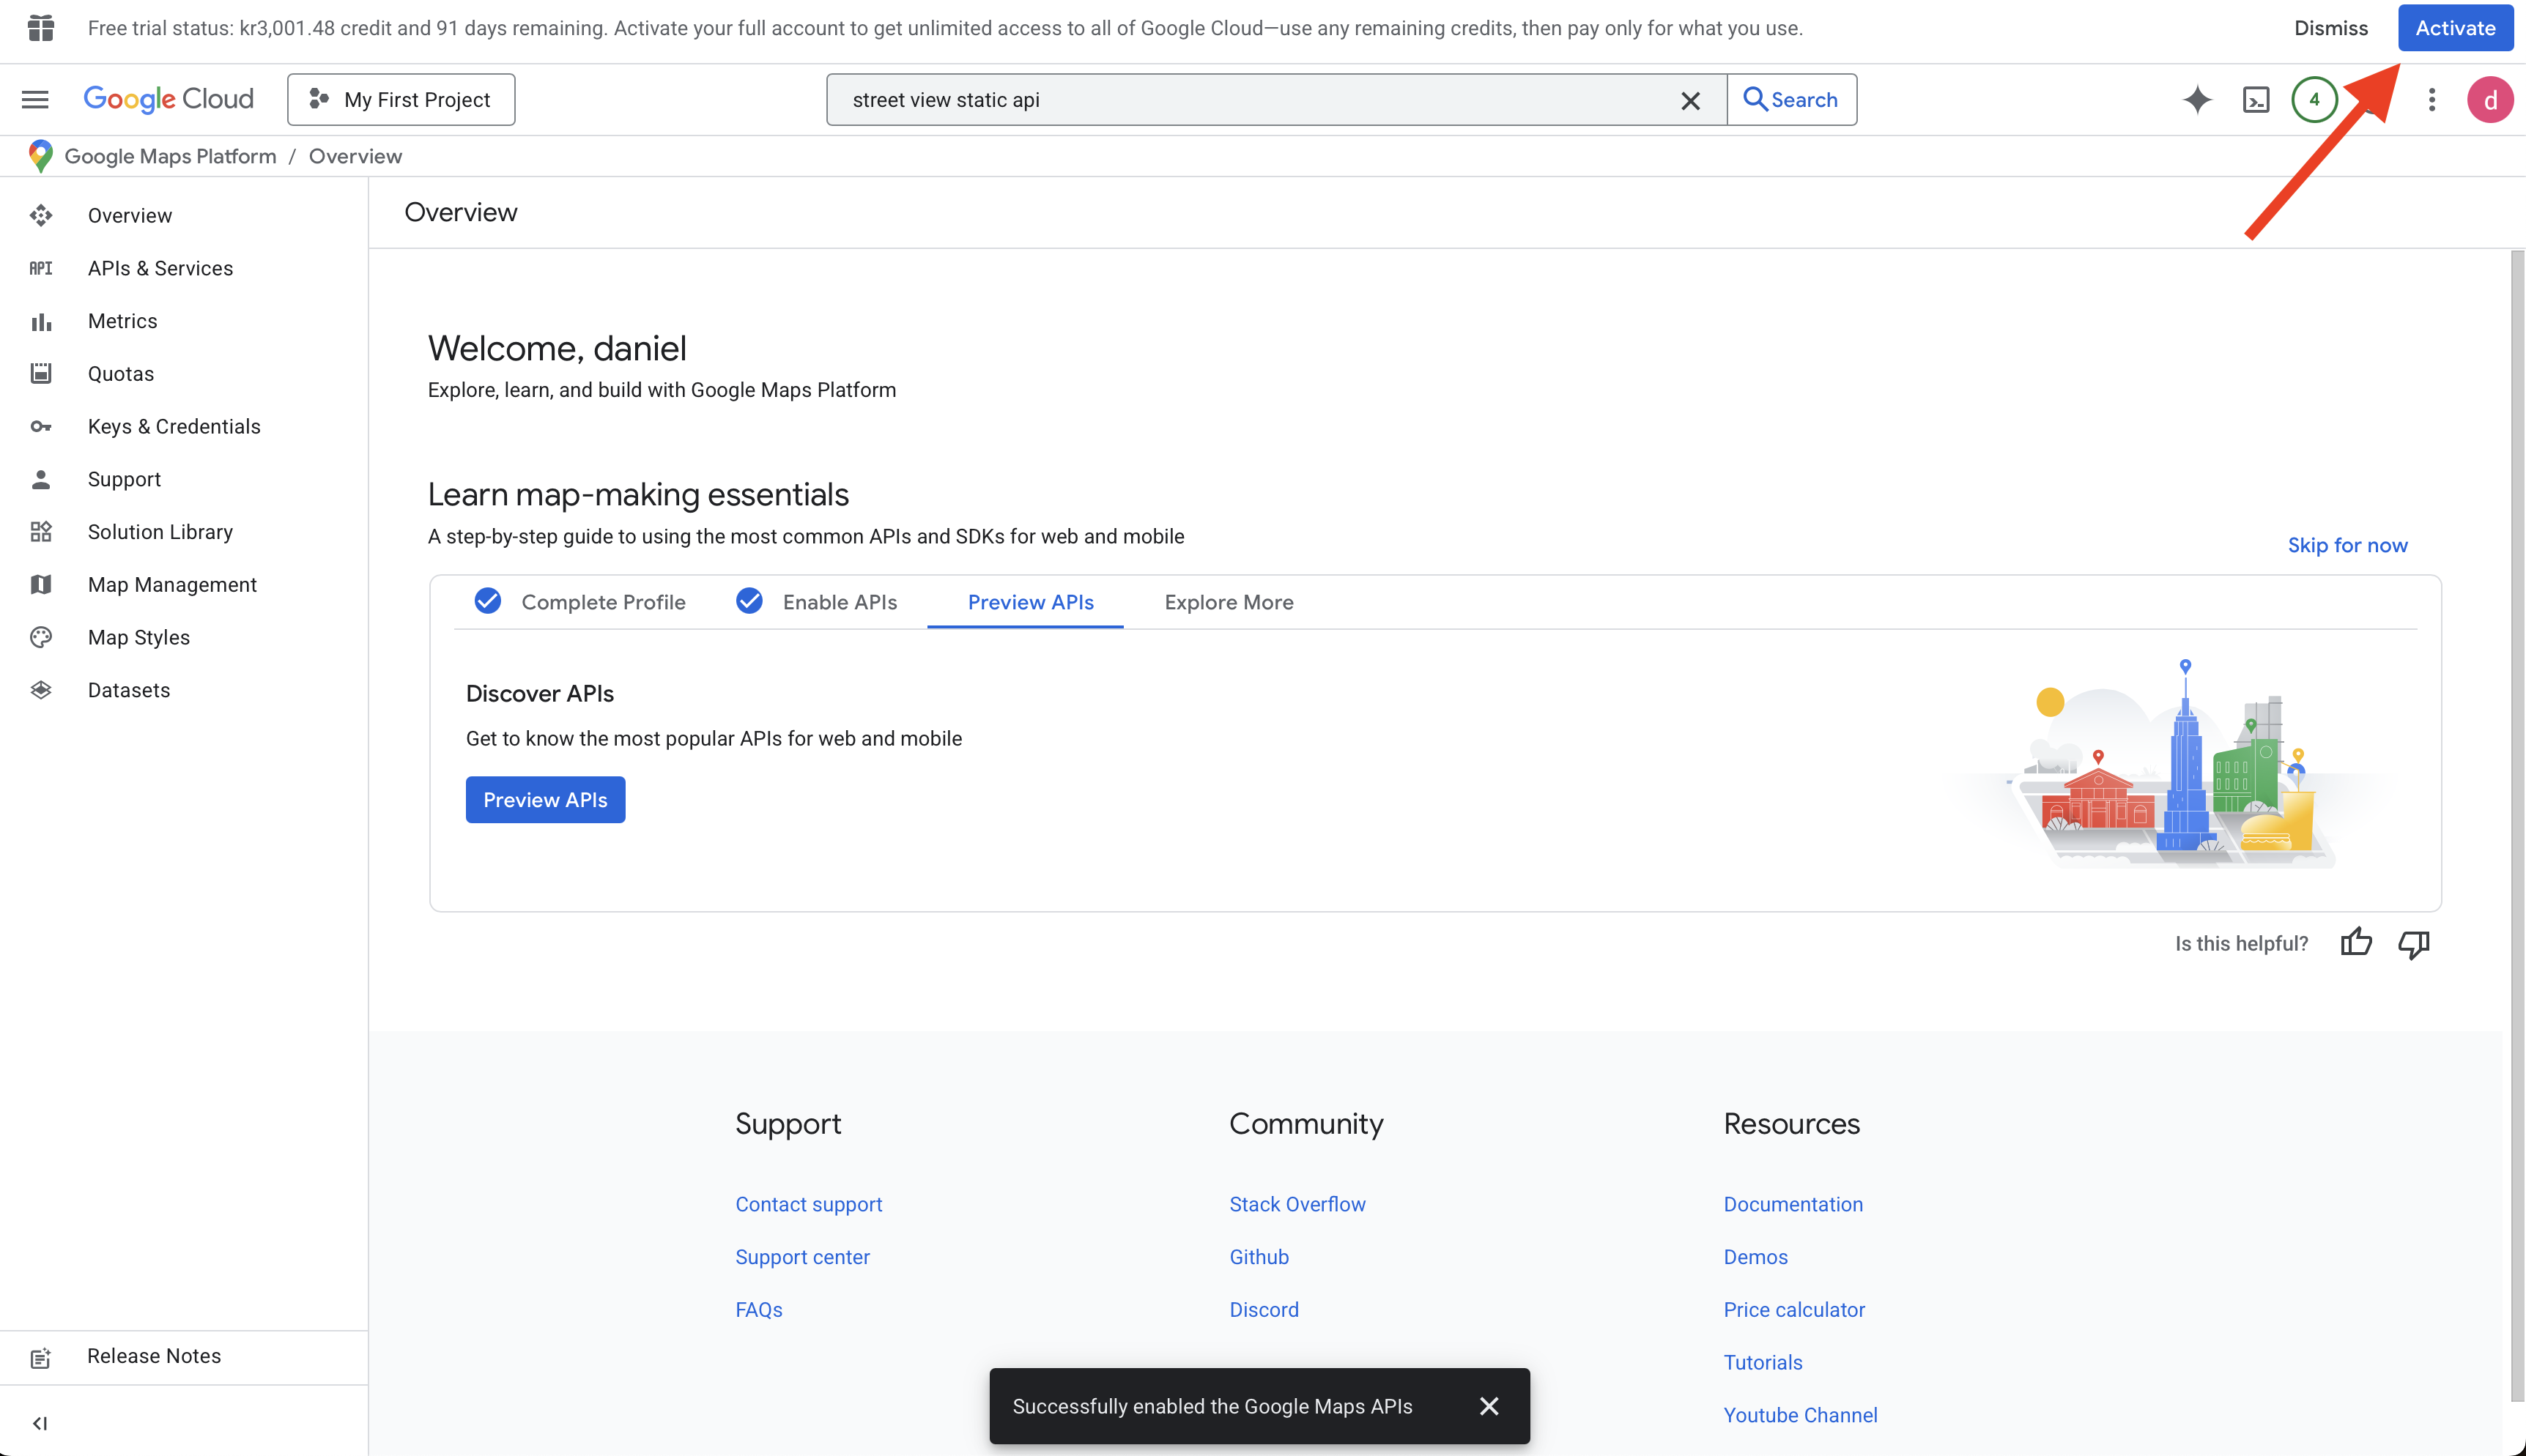 Free trial status: kr3,001.48 credit and 91 days remaining. Activate your full account to get unlimited access to all of Google Cloud—use any remaining credits, then pay only for what you use.
Dismiss
Activate
Google Cloud
My First Project
street view static api
Search
4
d
Google Maps Platform / Overview
Overview
API APIs & Services
Metrics
Quotas
Keys & Credentials
Support
Solution Library
Map Management
Map Styles
Datasets
Release Notes
Overview
Welcome, daniel
Explore, learn, and build with Google Maps Platform
Learn map-making essentials
A step-by-step guide to using the most common APIs and SDKs for web and mobile
Skip for now
Complete Profile
Enable APIs
Preview APIs
Explore More
Discover APIs
Get to know the most popular APIs for web and mobile
Preview APIs
Is this helpful?
Support
Contact support
Support center
FAQs
Community
Stack Overflow
Github
Discord
Resources
Documentation
Demos
Price calculator
Tutorials
Youtube Channel
Successfully enabled the Google Maps APIs